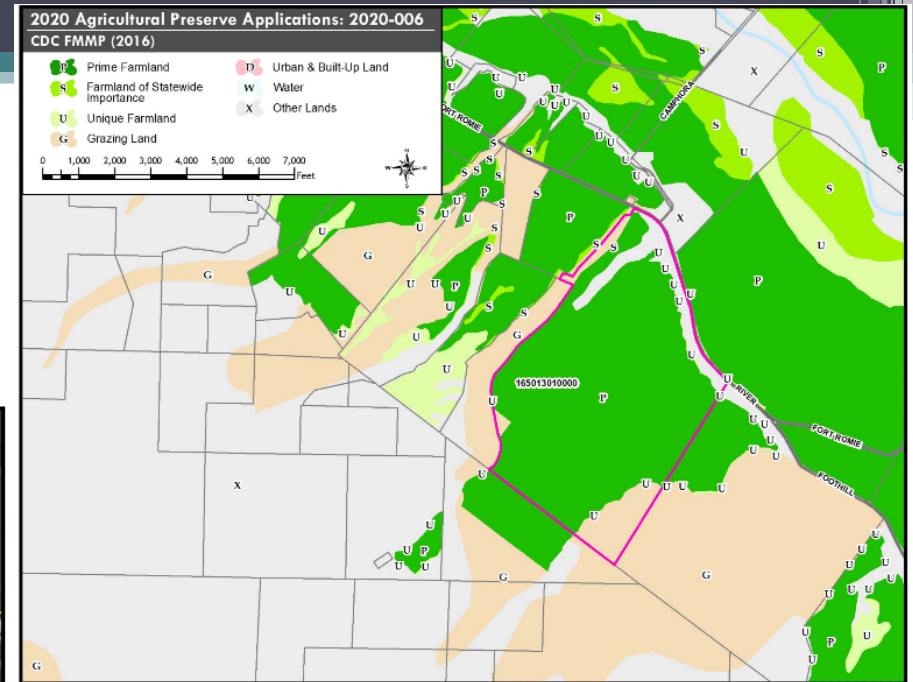 2020 Agricultural Preserve Applications: 2020-006
CDC FMMP (2016)
P Prime Farmland
S Farmland of Statewide
Importance
U Unique Farmland
G Grazing Land
D Urban & Built-Up Land
W Water
X Other Lands
0 1,000 2,000 3,000 4,000 5,000 6,000 7,000
Feet
CAMPHORA
FORT ROMIE
165013010000
RIVER
FORT ROMIE
FOOTHILL